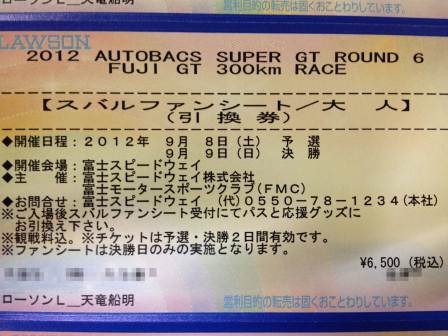 営利目的の転売は固くおことわりしています。
LAWSON
2012 AUTOBACS SUPER GT ROUND 6
FUJI GT 300km RACE
【スバルファンシート/大 人】
(引換券)
◆開催日程:2012年 9月 8日(土) 予選
9月 9日(日) 決勝
◆開催会場:富士スピードウェイ
◆主 催:富士スピードウェイ株式会社
富士モータースポーツクラブ(FMC)
◆お問合せ:富士スピードウェイ (代)0550-78-1234(本社)
※ご入場後スバルファンシート受付にてパスと応援グッズに
お引換え下さい。
※観戦料込。※チケットは予選・決勝2日間有効です。
※ファンシートは決勝日のみの実施となります。
¥6,500(税込)
ローソンL__天竜船明
営利目的の転売は固くおことわりしています。